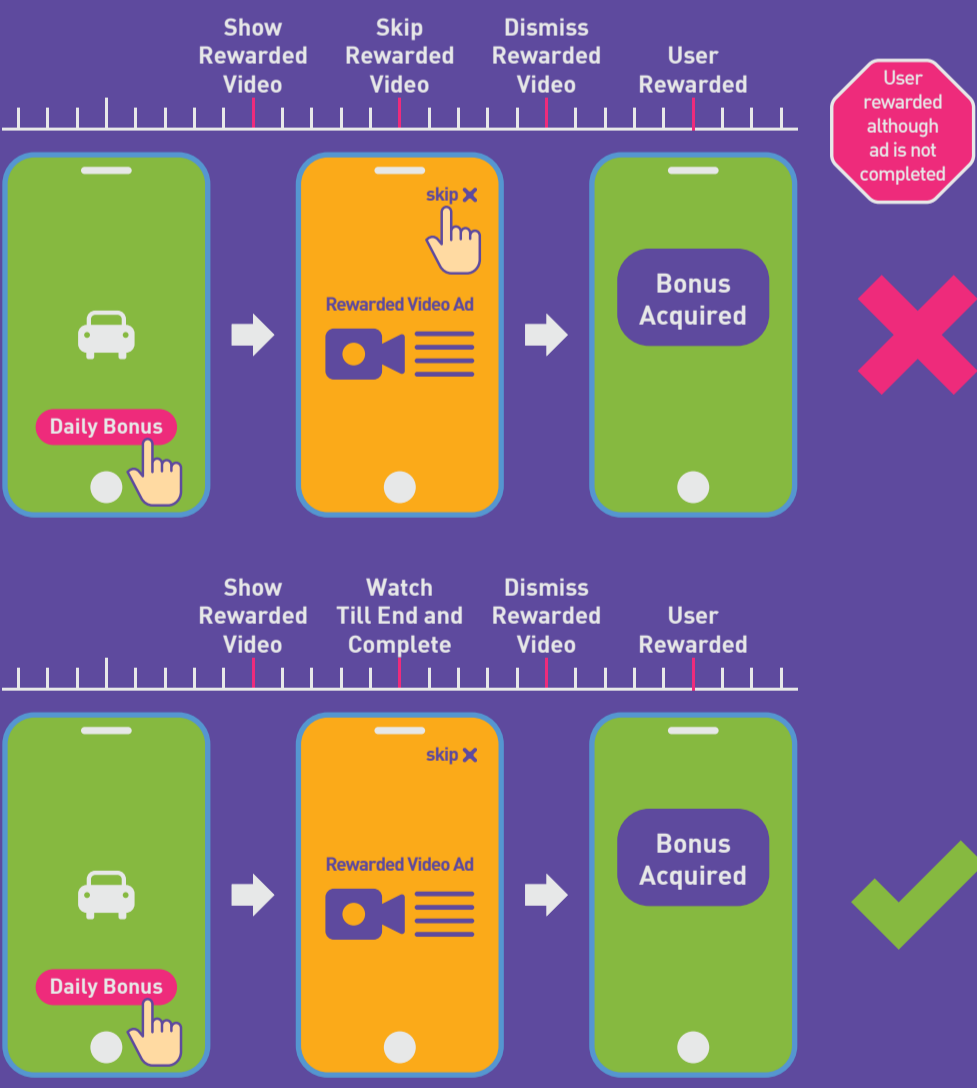 Show
Rewarded
Video
Skip
Rewarded
Video
Dismiss
Rewarded
Video
User
Rewarded
User
rewarded
although
ad is not
completed
skip
Rewarded Video Ad
Bonus
Acquired
Daily Bonus
Show
Rewarded
Video
Watch
Till End and
Complete
Dismiss
Rewarded
Video
User
Rewarded
skip
Rewarded Video Ad
Bonus
Acquired
Daily Bonus